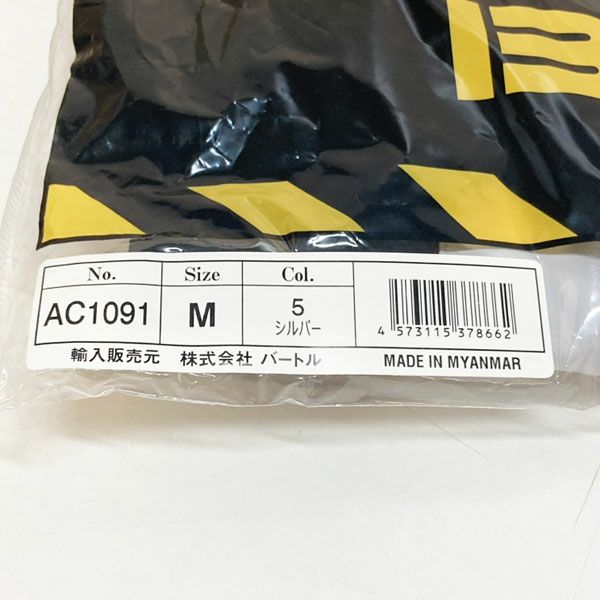 No. Size Col.
AC1091 M 5
シルバー
4 573115 378662
輸入販売元 株式会社 バートル MADE IN MYANMAR